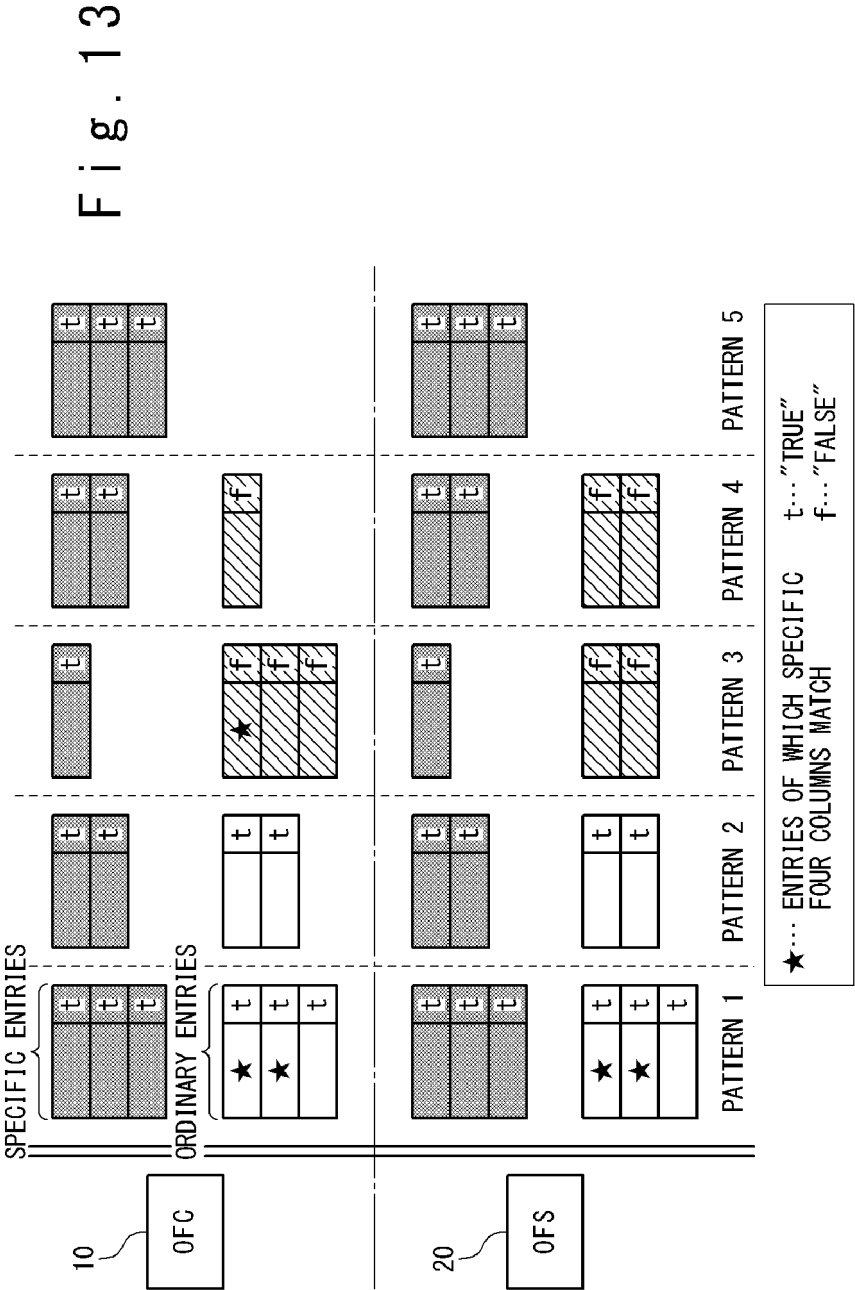 Fig. 13
SPECIFIC ENTRIES
t t t t t
10
t t t t
t t
OFC
ORDINARY ENTRIES
★ t t ★ f f
★ t t f
t f
t t t t t
20
t t t t
t t
OFS
★ t t f f
★ t t f f
t
PATTERN 1 PATTERN 2 PATTERN 3 PATTERN 4 PATTERN 5
★··· ENTRIES OF WHICH SPECIFIC t···"TRUE"
FOUR COLUMNS MATCH f···"FALSE"